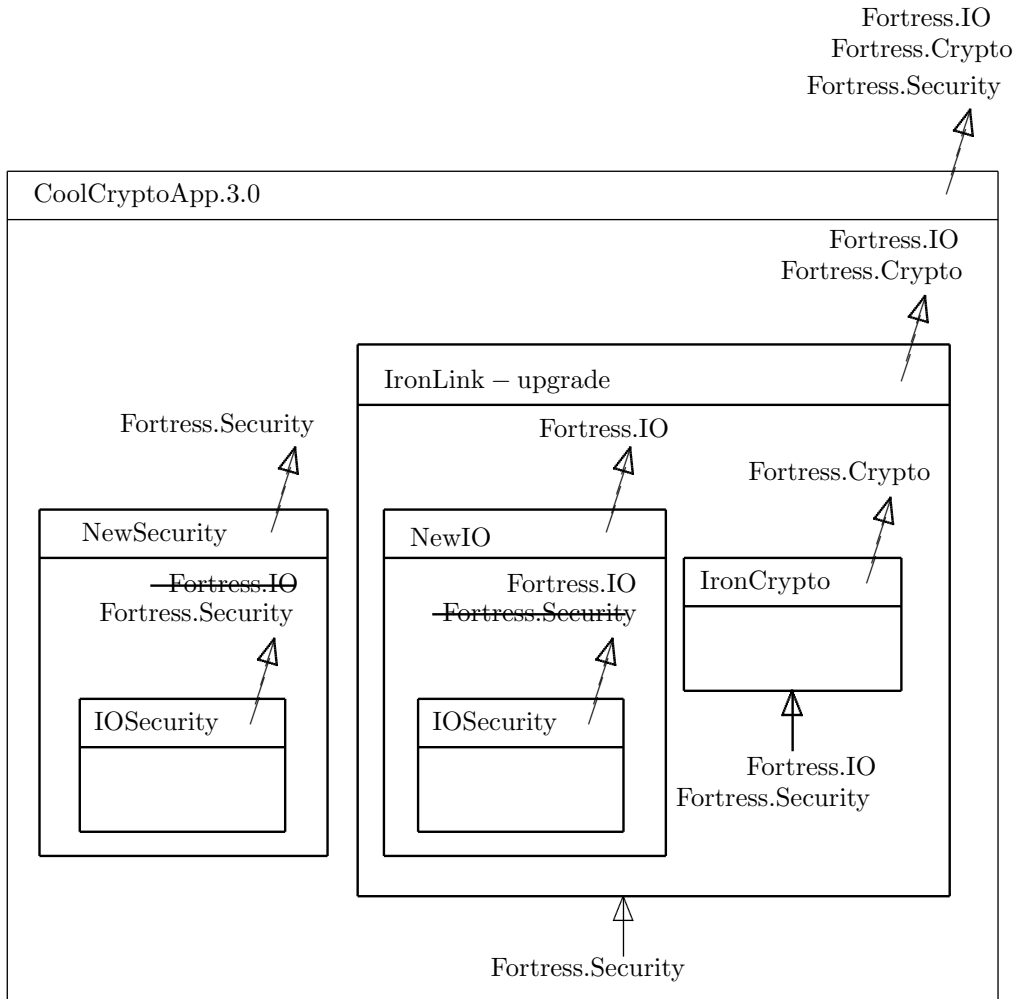 Fortress.IO
Fortress.Crypto
Fortress.Security
CoolCryptoApp.3.0
Fortress.IO
Fortress.Crypto
IronLink – upgrade
Fortress.Security
Fortress.IO
Fortress.Crypto
NewSecurity
NewIO
Fortress.IO
Fortress.Security
Fortress.IO
Fortress.Security
IronCrypto
IOSecurity
IOSecurity
Fortress.IO
Fortress.Security
Fortress.Security